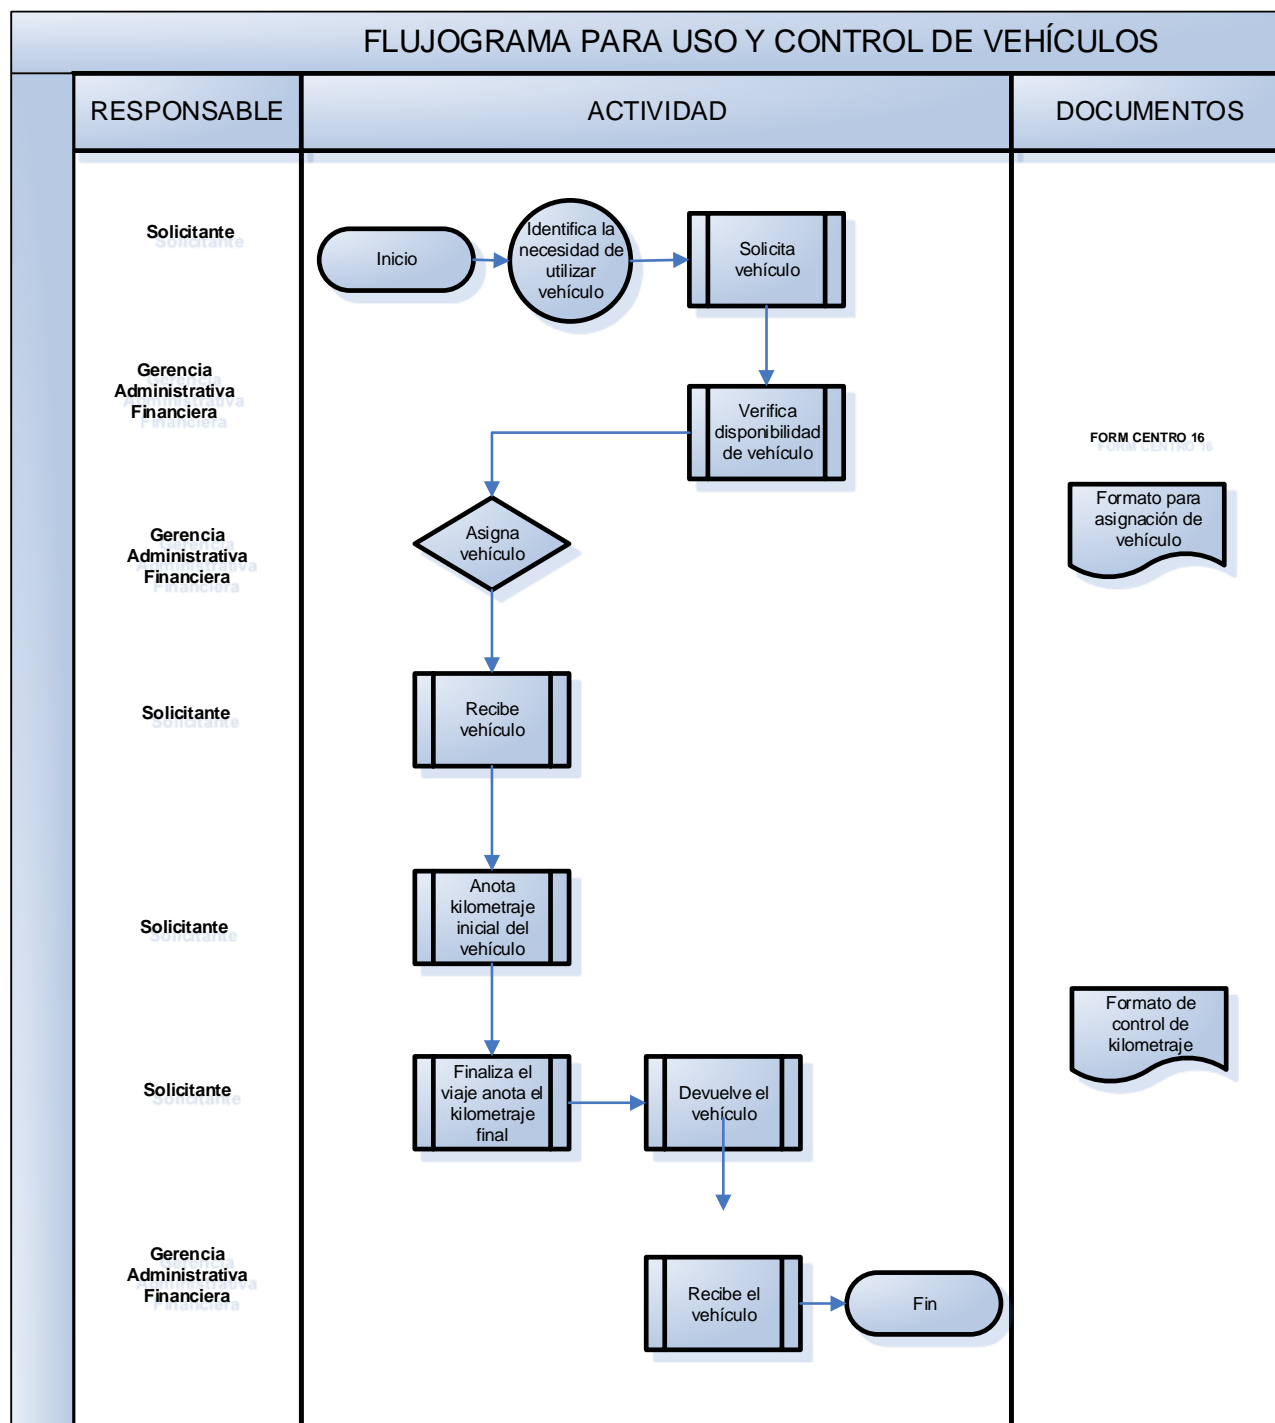 FLUJOGRAMA PARA USO Y CONTROL DE VEHÍCULOS
RESPONSABLE
ACTIVIDAD
DOCUMENTOS
Solicitante
Inicio
Identifica la
necesidad de
utilizar
vehículo
Solicita
vehículo
Gerencia
Administrativa
Financiera
Verifica
disponibilidad
de vehículo
FORM CENTRO 16
Gerencia
Administrativa
Financiera
Asigna
vehículo
Formato para
asignación de
vehículo
Solicitante
Recibe
vehículo
Solicitante
Anota
kilometraje
inicial del
vehículo
Formato de
control de
kilometraje
Solicitante
Finaliza el
viaje anota el
kilometraje
final
Devuelve el
vehículo
Gerencia
Administrativa
Financiera
Recibe el
vehículo
Fin